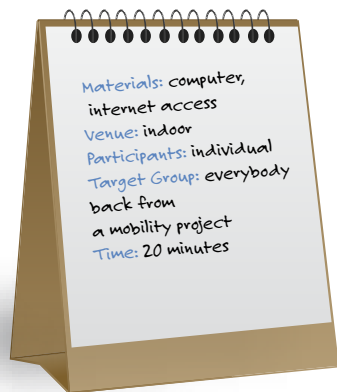 Materials: computer,
internet access
Venue: indoor
Participants: individual
Target Group: everybody
back from
a mobility project
Time: 20 minutes